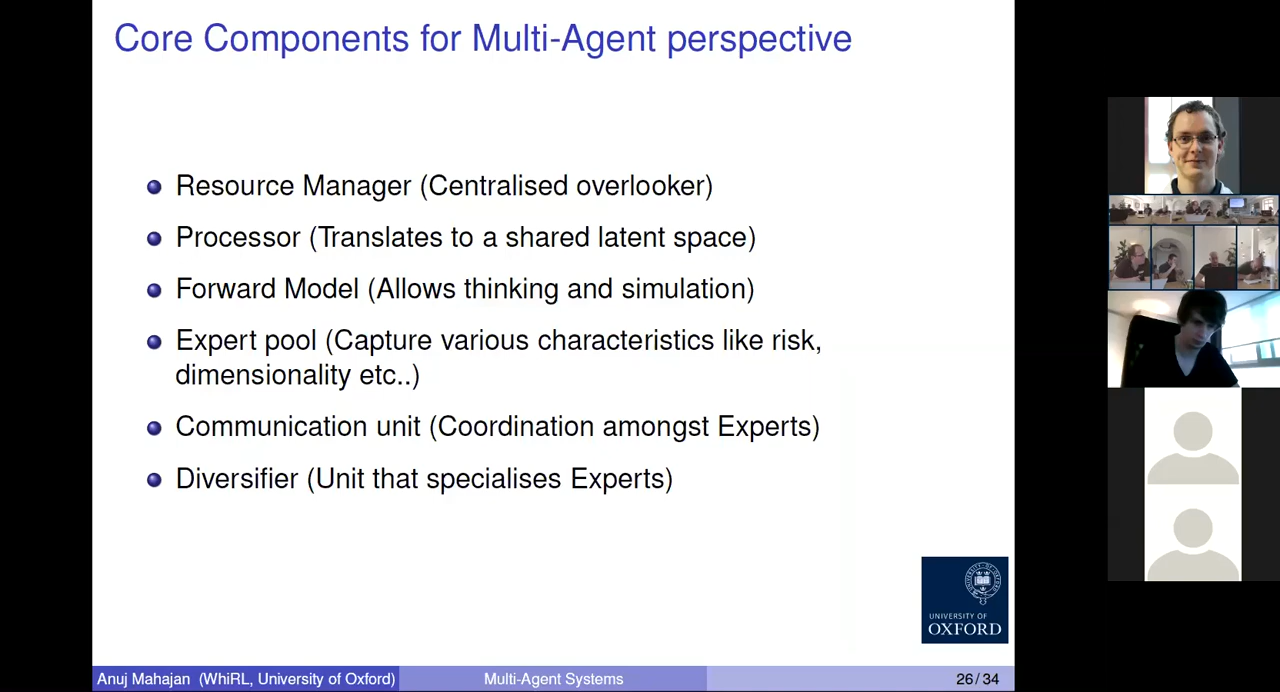 Core Components for Multi-Agent perspective
Resource Manager (Centralised overlooker)
Processor (Translates to a shared latent space)
Forward Model (Allows thinking and simulation)
Expert pool (Capture various characteristics like risk,
dimensionality etc..)
Communication unit (Coordination amongst Experts)
Diversifier (Unit that specialises Experts)
UNIVERSITY OF
OXFORD
Anuj Mahajan (WhiRL, University of Oxford)
Multi-Agent Systems
26 / 34